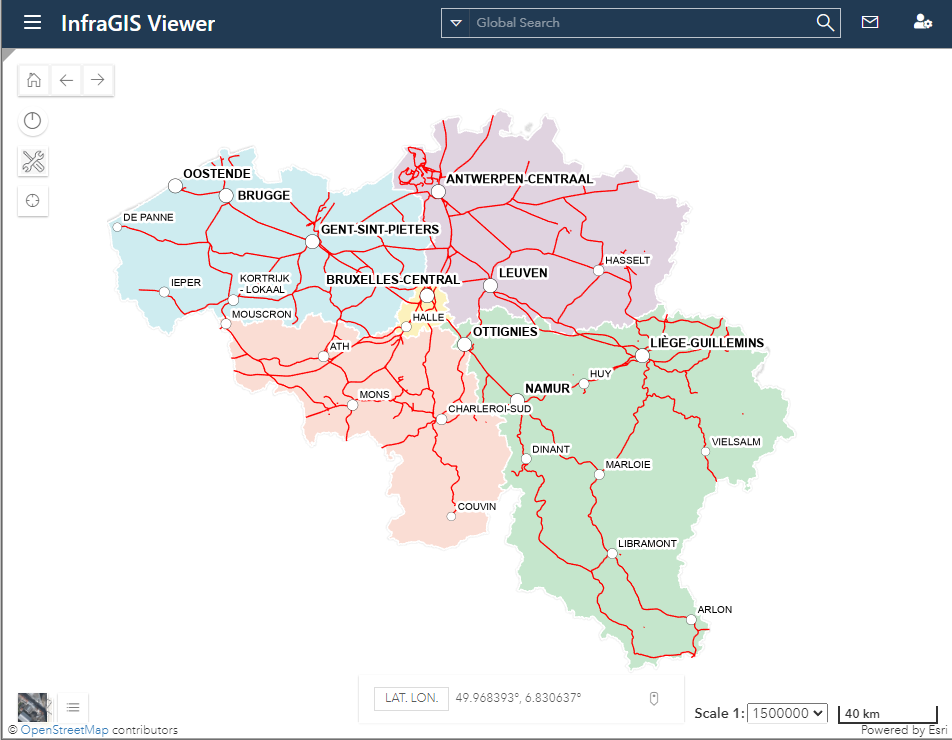 InfraGIS Viewer
Global Search
OOSTENDE
ANTWERPEN-CENTRAAL
BRUGGE
DE PANNE
GENT-SINT-PIETERS
HASSELT
LEUVEN
KORTRIJK
- LOKAAL
BRUXELLES-CENTRAL
IEPER
MOUSCRON
HALLE
OTTIGNIES
LIÈGE-GUILLEMINS
ATH
HUY
NAMUR
MONS
CHARLEROI-SUD
VIELSALM
DINANT
MARLOIE
COUVIN
LIBRAMONT
ARLON
LAT. LON.
49.968393°, 6.830637°
Scale 1:
1500000
40 km
© OpenStreetMap contributors
Powered by Esri